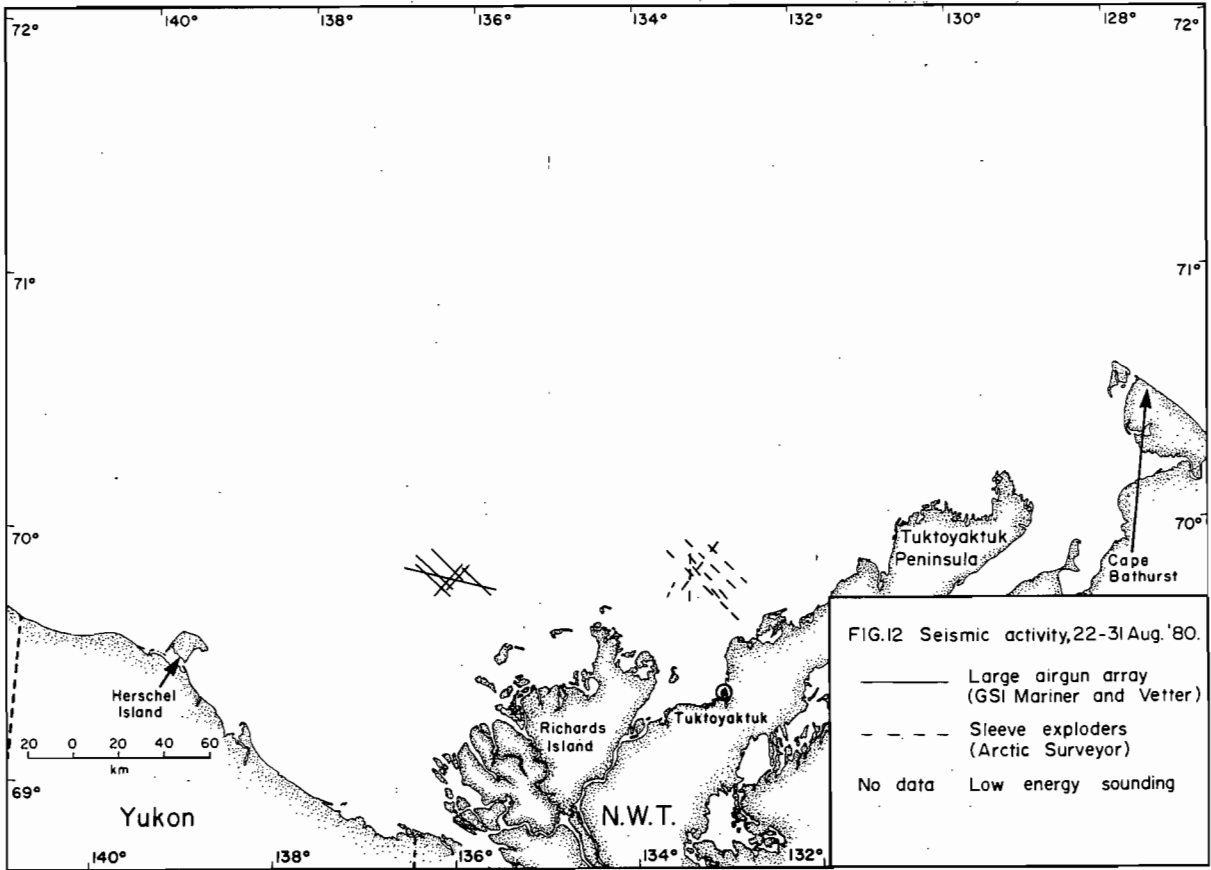 72° 140° 138° 136° 134° 132° 130° 128° 72°
71° 71°
70° 70°
Tuktoyaktuk
Peninsula
Cape
Bathurst
Herschel
Island
Richards
Island
Tuktoyaktuk
20 0 20 40 60
km
69°
Yukon
N.W.T.
140° 138° 136° 134° 132°
FIG.12 Seismic activity, 22-31 Aug. '80.
Large airgun array
(GSI Mariner and Vetter)
Sleeve exploders
(Arctic Surveyor)
No data Low energy sounding